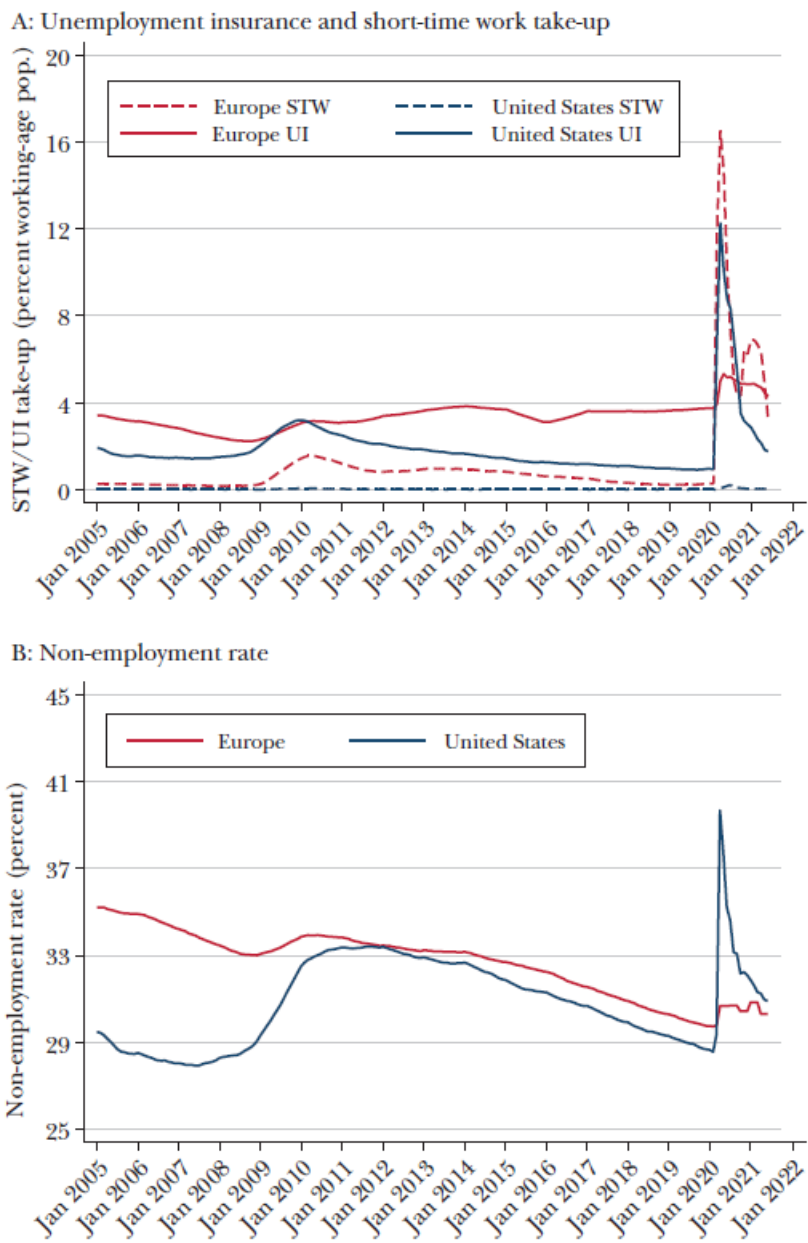 A: Unemployment insurance and short-time work take-up
STW/UI take-up (percent working-age pop.)
20
16
12
8
4
0
Europe STW
United States STW
Europe UI
United States UI
Jan 2005
Jan 2006
Jan 2007
Jan 2008
Jan 2009
Jan 2010
Jan 2011
Jan 2012
Jan 2013
Jan 2014
Jan 2015
Jan 2016
Jan 2017
Jan 2018
Jan 2019
Jan 2020
Jan 2021
Jan 2022
B: Non-employment rate
Non-employment rate (percent)
45
41
37
33
29
25
Europe
United States
Jan 2005
Jan 2006
Jan 2007
Jan 2008
Jan 2009
Jan 2010
Jan 2011
Jan 2012
Jan 2013
Jan 2014
Jan 2015
Jan 2016
Jan 2017
Jan 2018
Jan 2019
Jan 2020
Jan 2021
Jan 2022